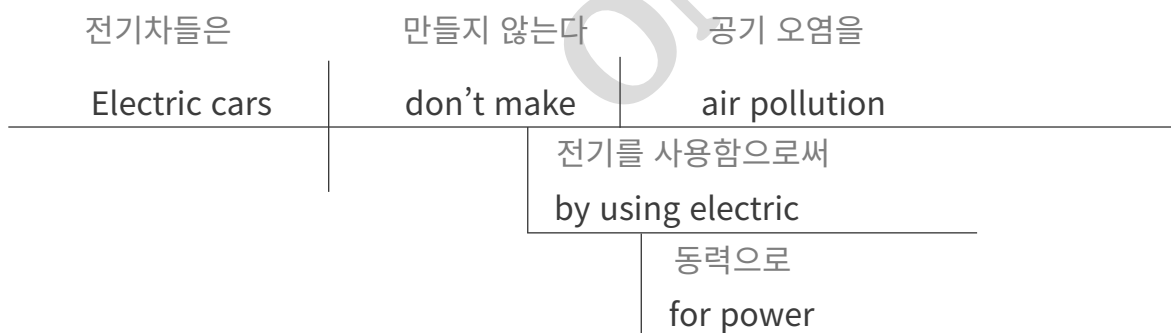 전기차들은 만들지 않는다 공기 오염을
Electric cars don't make air pollution
전기를 사용함으로써
by using electric
동력으로
for power